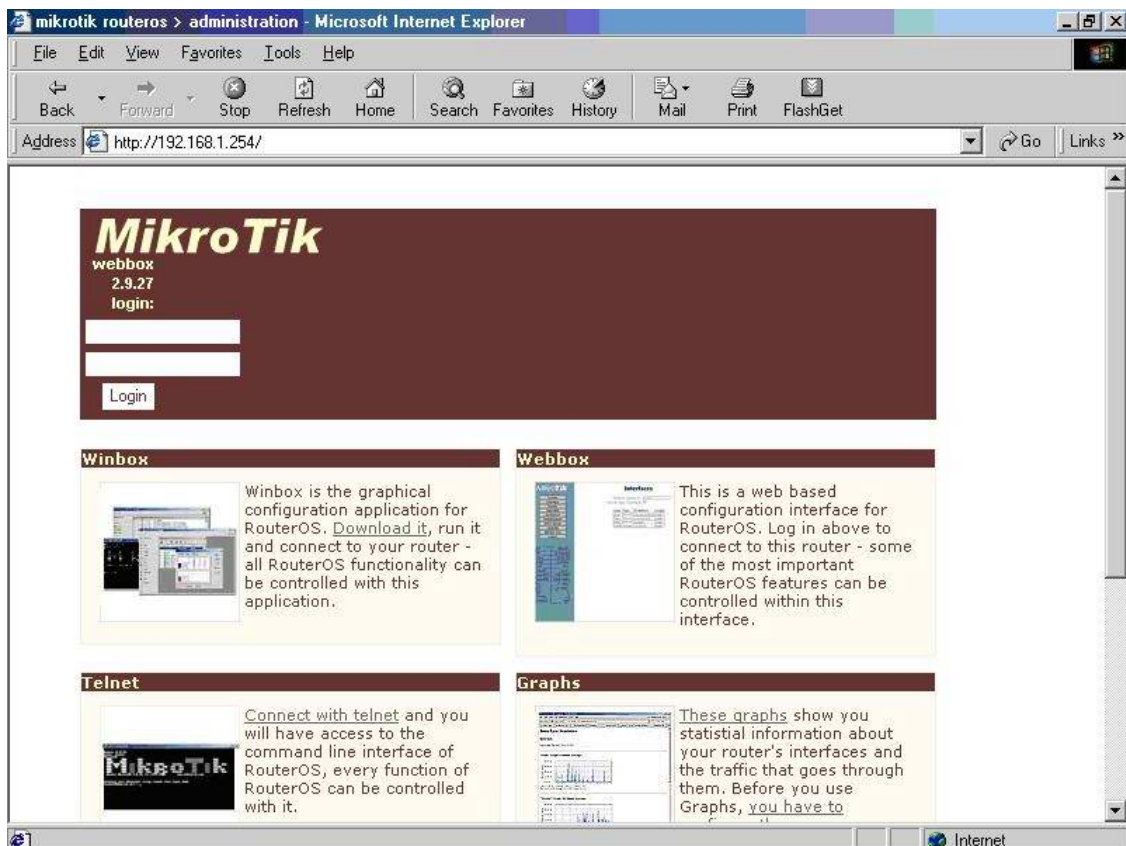 mikrotik routeros > administration - Microsoft Internet Explorer
File Edit View Favorites Tools Help
Back Forward Stop Refresh Home Search Favorites History Mail Print FlashGet
Address http://192.168.1.254/ Go Links »
MikroTik
webbox
2.9.27
login:
Login
Winbox
Winbox is the graphical
configuration application for
RouterOS. Download it, run it
and connect to your router -
all RouterOS functionality can
be controlled with this
application.
Webbox
MikroTik
Interfaces
This is a web based
configuration interface for
RouterOS. Log in above to
connect to this router - some
of the most important
RouterOS features can be
controlled within this
interface.
Telnet
MikroTik
Connect with telnet and you
will have access to the
command line interface of
RouterOS, every function of
RouterOS can be controlled
with it.
Graphs
These graphs show you
statistial information about
your router's interfaces and
the traffic that goes through
them. Before you use
Graphs, you have to
Internet